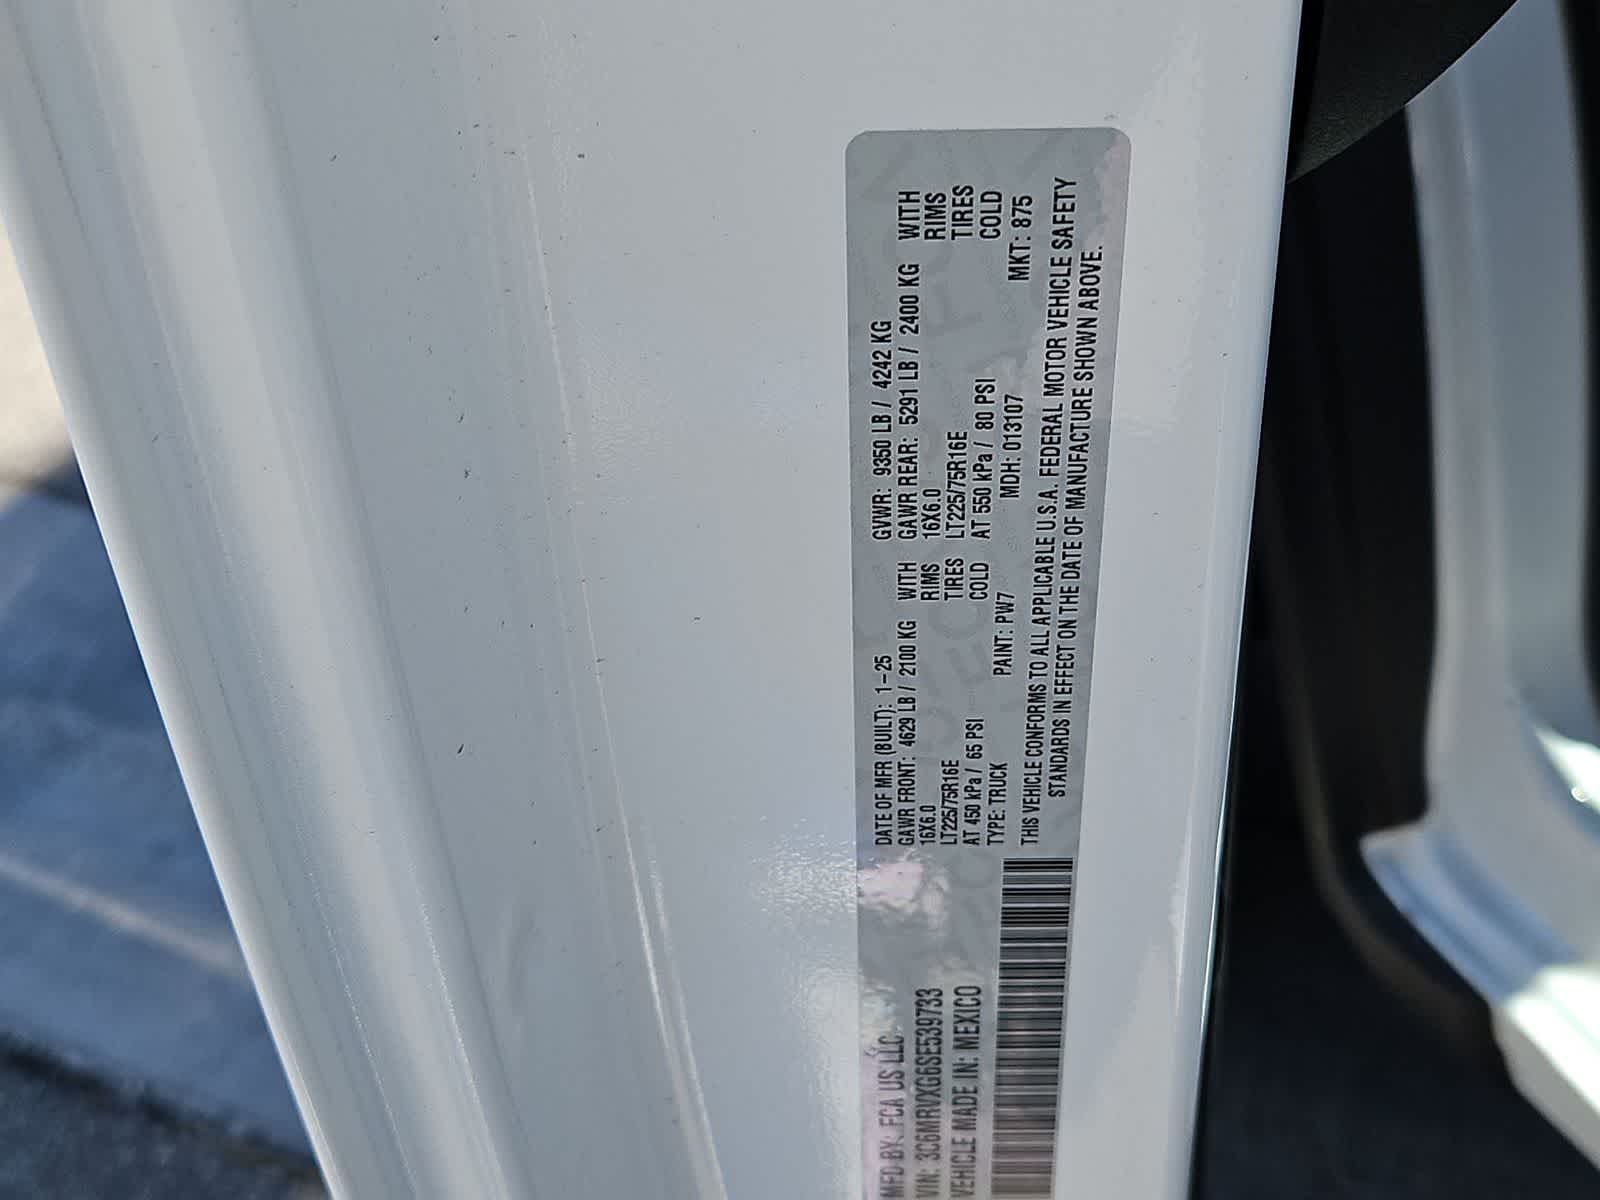 MFD BY: FCA US LLC
VIN: 3C6MRVXG6SE539733
VEHICLE MADE IN: MEXICO
DATE OF MFR (BUILT): 1-25 GVWR: 9350 LB / 4242 KG
GAWR FRONT: 4629 LB / 2100 KG WITH GAWR REAR: 5291 LB / 2400 KG WITH
16X6.0 RIMS 16X6.0 RIMS
LT225/75R16E TIRES LT225/75R16E TIRES
AT 450 kPa / 65 PSI COLD AT 550 kPa / 80 PSI COLD
TYPE: TRUCK PAINT: PW7 MDH: 013107 MKT: 875
THIS VEHICLE CONFORMS TO ALL APPLICABLE U.S.A. FEDERAL MOTOR VEHICLE SAFETY
STANDARDS IN EFFECT ON THE DATE OF MANUFACTURE SHOWN ABOVE.